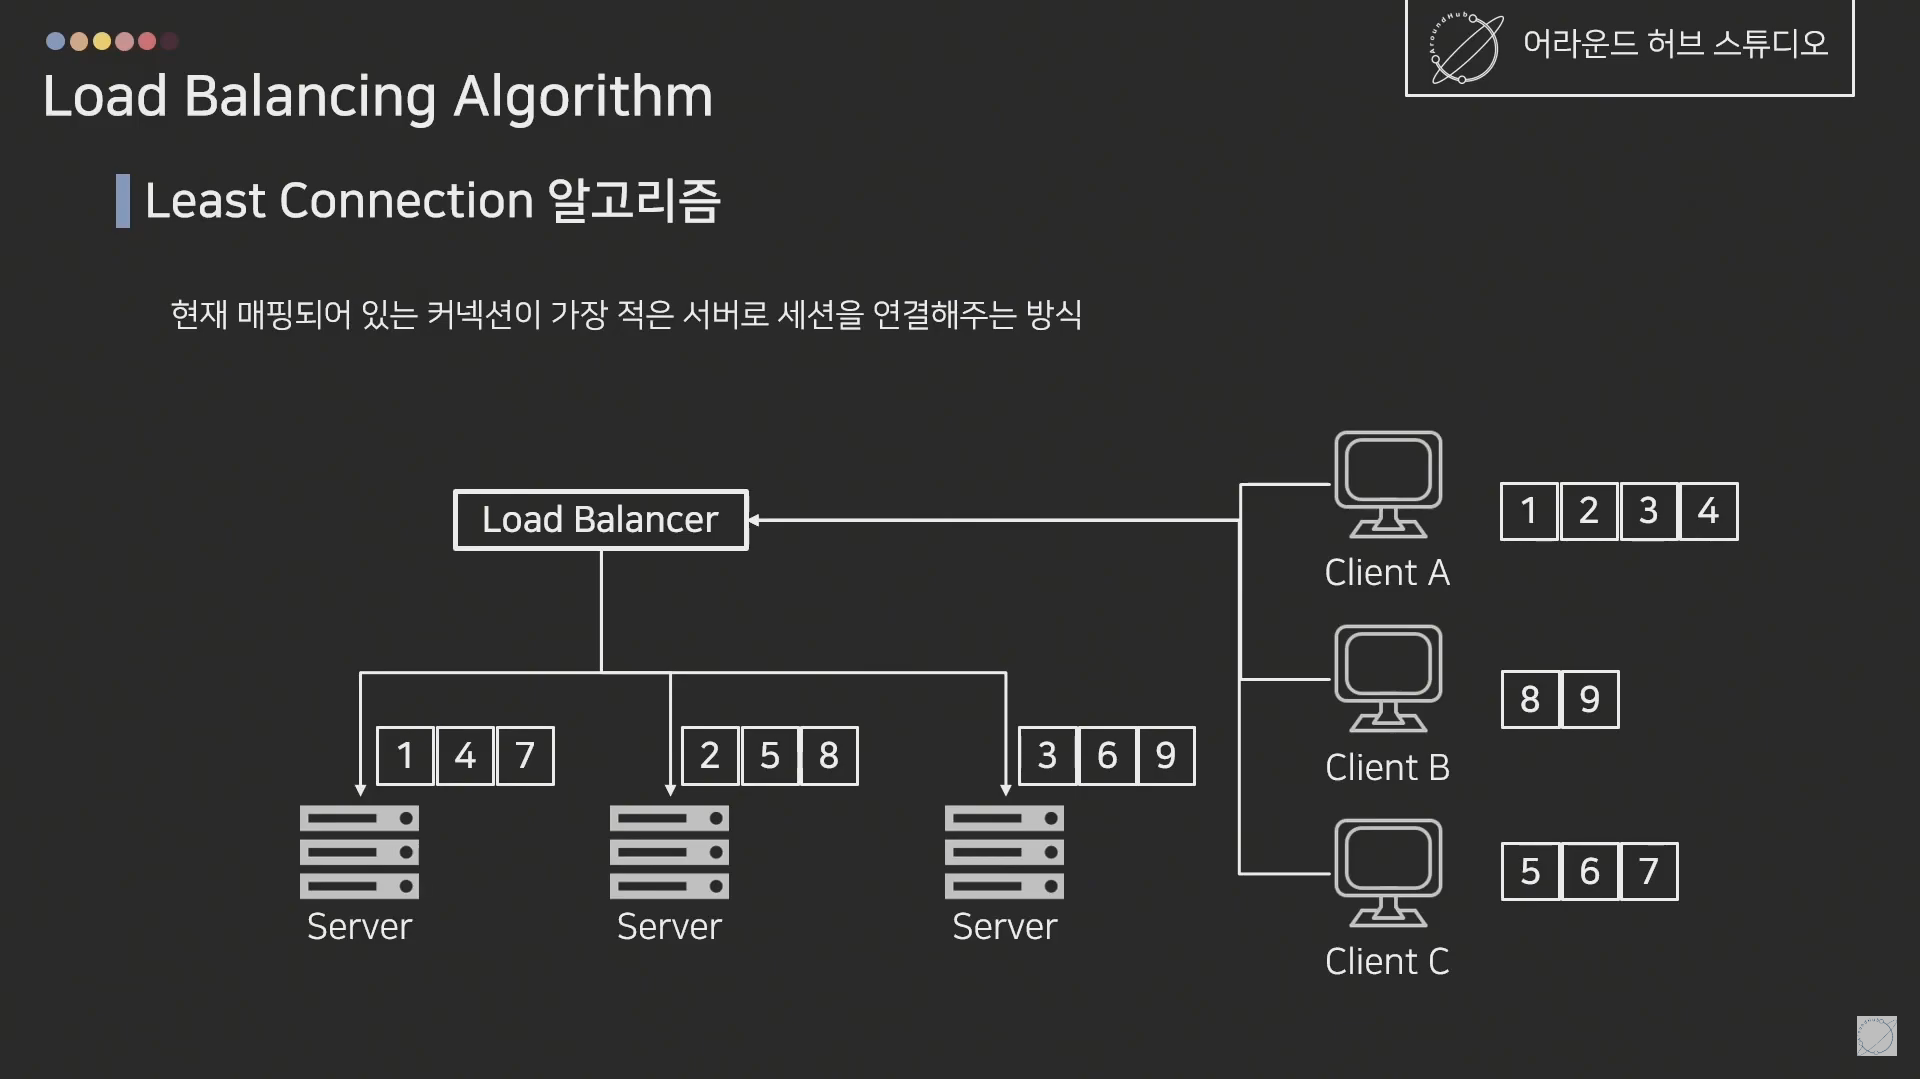 AroundHub
어라운드 허브 스튜디오
Load Balancing Algorithm
Least Connection 알고리즘
현재 매핑되어 있는 커넥션이 가장 적은 서버로 세션을 연결해주는 방식
Load Balancer
1 2 3 4
Client A
8 9
Client B
1 4 7
2 5 8
3 6 9
5 6 7
Server
Server
Server
Client C